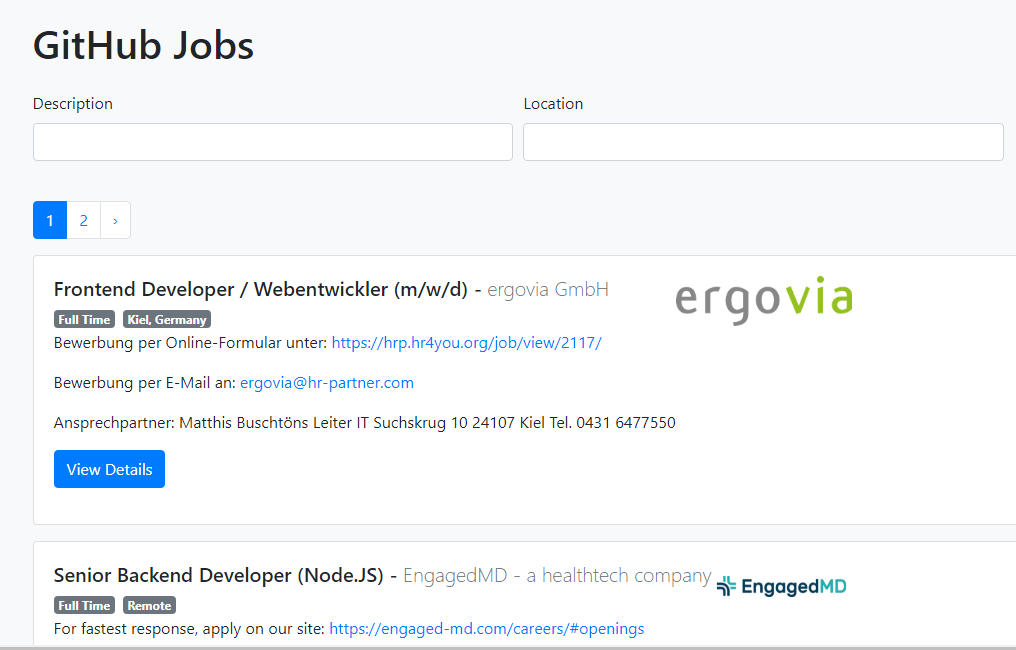 GitHub Jobs
Description
Location
1 2 ›
Frontend Developer / Webentwickler (m/w/d) - ergovia GmbH
ergovia
Full Time Kiel, Germany
Bewerbung per Online-Formular unter: https://hrp.hr4you.org/job/view/2117/
Bewerbung per E-Mail an: ergovia@hr-partner.com
Ansprechpartner: Matthis Buschtöns Leiter IT Suchskrug 10 24107 Kiel Tel. 0431 6477550
View Details
Senior Backend Developer (Node.JS) - EngagedMD - a healthtech company
EngagedMD
Full Time Remote
For fastest response, apply on our site: https://engaged-md.com/careers/#openings